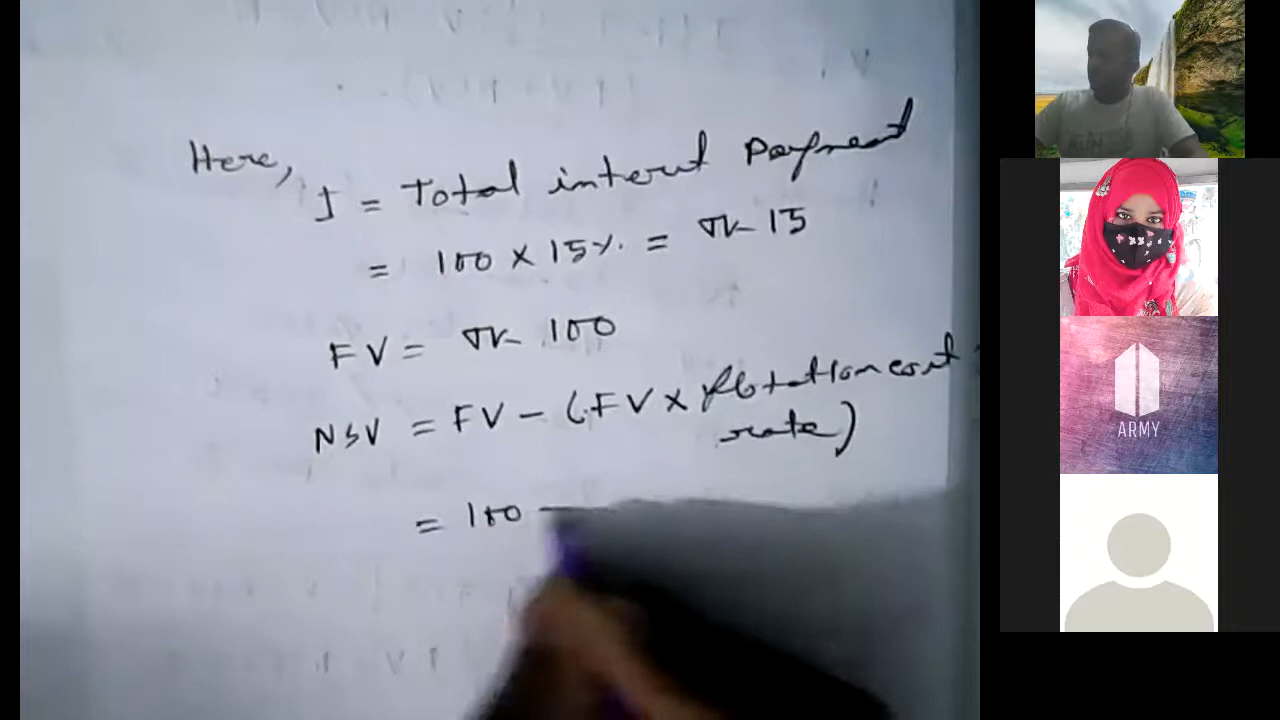 Here,
I = Total interest payment
= 100 × 15%. = Tk 15
FV = Tk 100
NSV = FV - (FV × flotation cost
rate)
= 100 -
ARMY